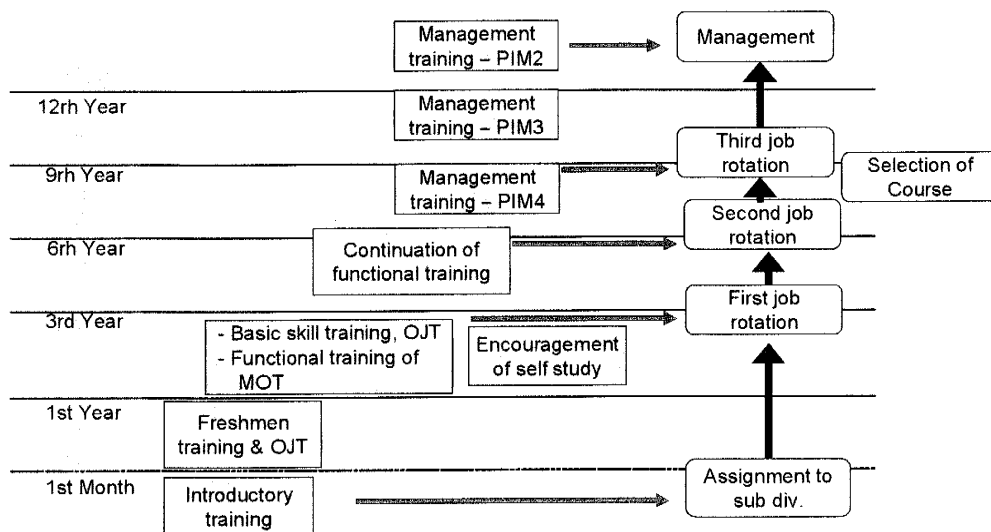 Management
training – PIM2
Management
12rh Year
Management
training – PIM3
Third job
rotation
9rh Year
Management
training – PIM4
Selection of
Course
Second job
rotation
6rh Year
Continuation of
functional training
First job
rotation
3rd Year
- Basic skill training, OJT
- Functional training of
MOT
Encouragement
of self study
1st Year
Freshmen
training & OJT
Assignment to
sub div.
1st Month
Introductory
training